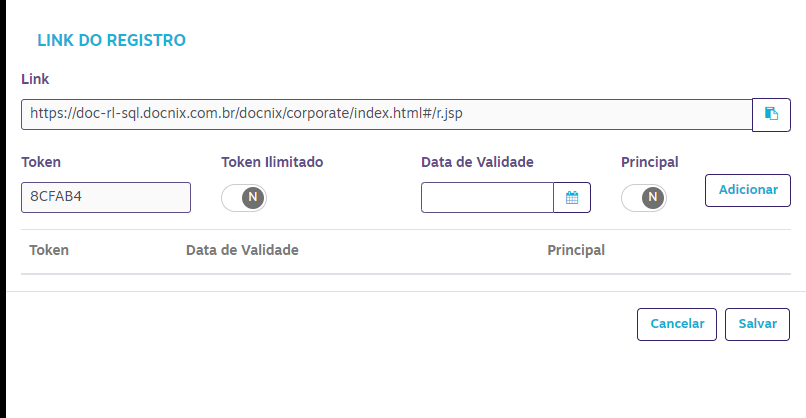 LINK DO REGISTRO
Link
https://doc-rl-sql.docnix.com.br/docnix/corporate/index.html#/r.jsp
Token Token Ilimitado Data de Validade Principal
8CFAB4 N N Adicionar
Token Data de Validade Principal
Cancelar Salvar